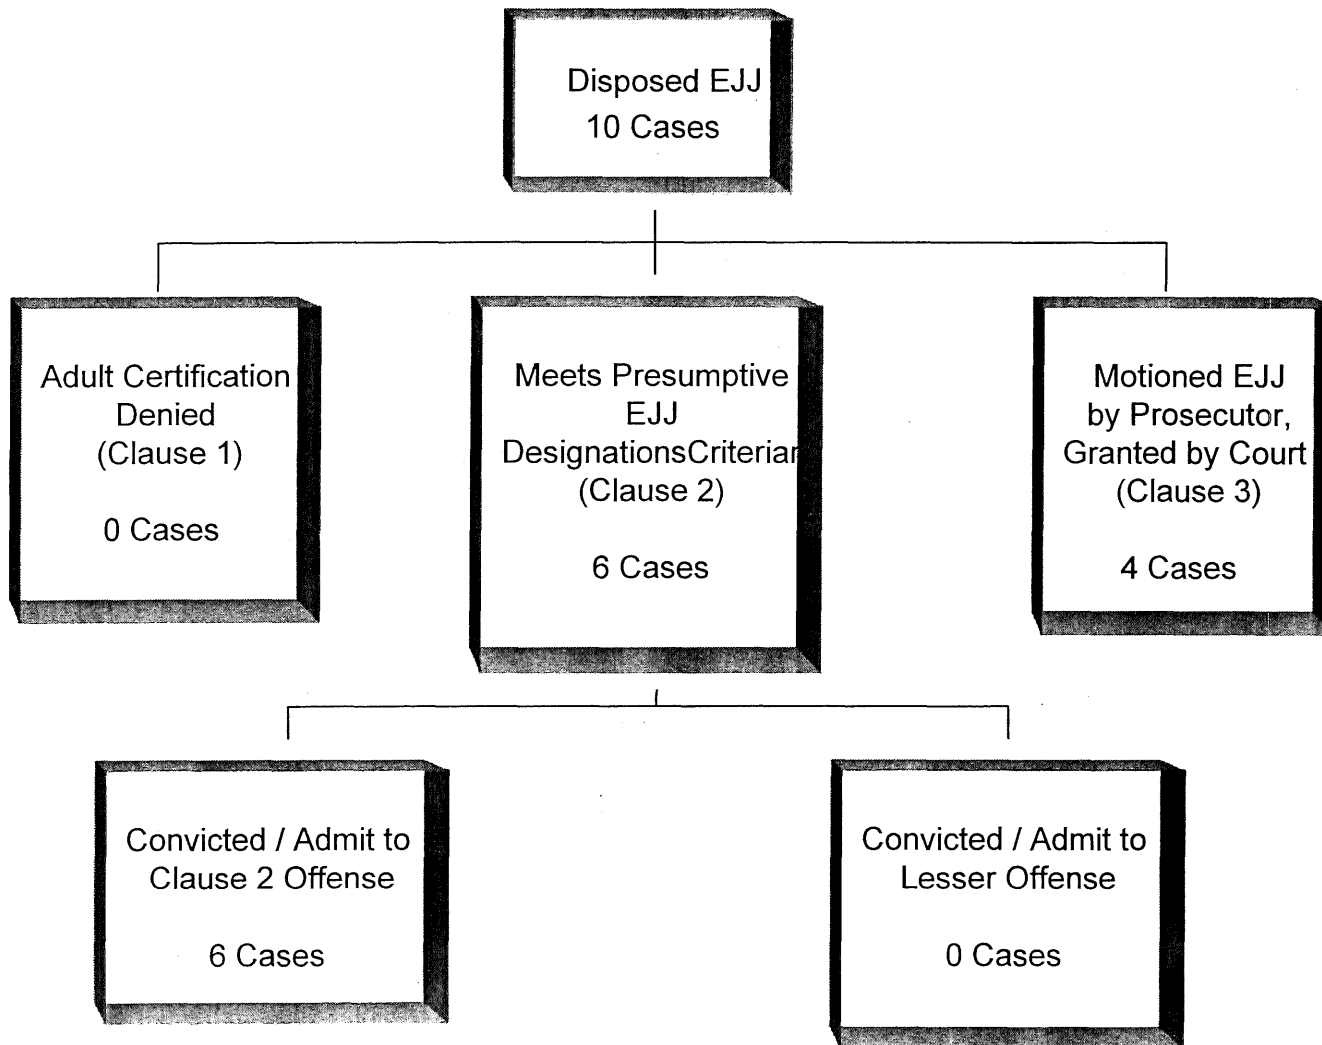 Disposed EJJ
10 Cases
Adult Certification
Denied
(Clause 1)
0 Cases
Meets Presumptive
EJJ
DesignationsCriteriar
(Clause 2)
6 Cases
Motioned EJJ
by Prosecutor,
Granted by Court
(Clause 3)
4 Cases
Convicted / Admit to
Clause 2 Offense
6 Cases
Convicted / Admit to
Lesser Offense
0 Cases